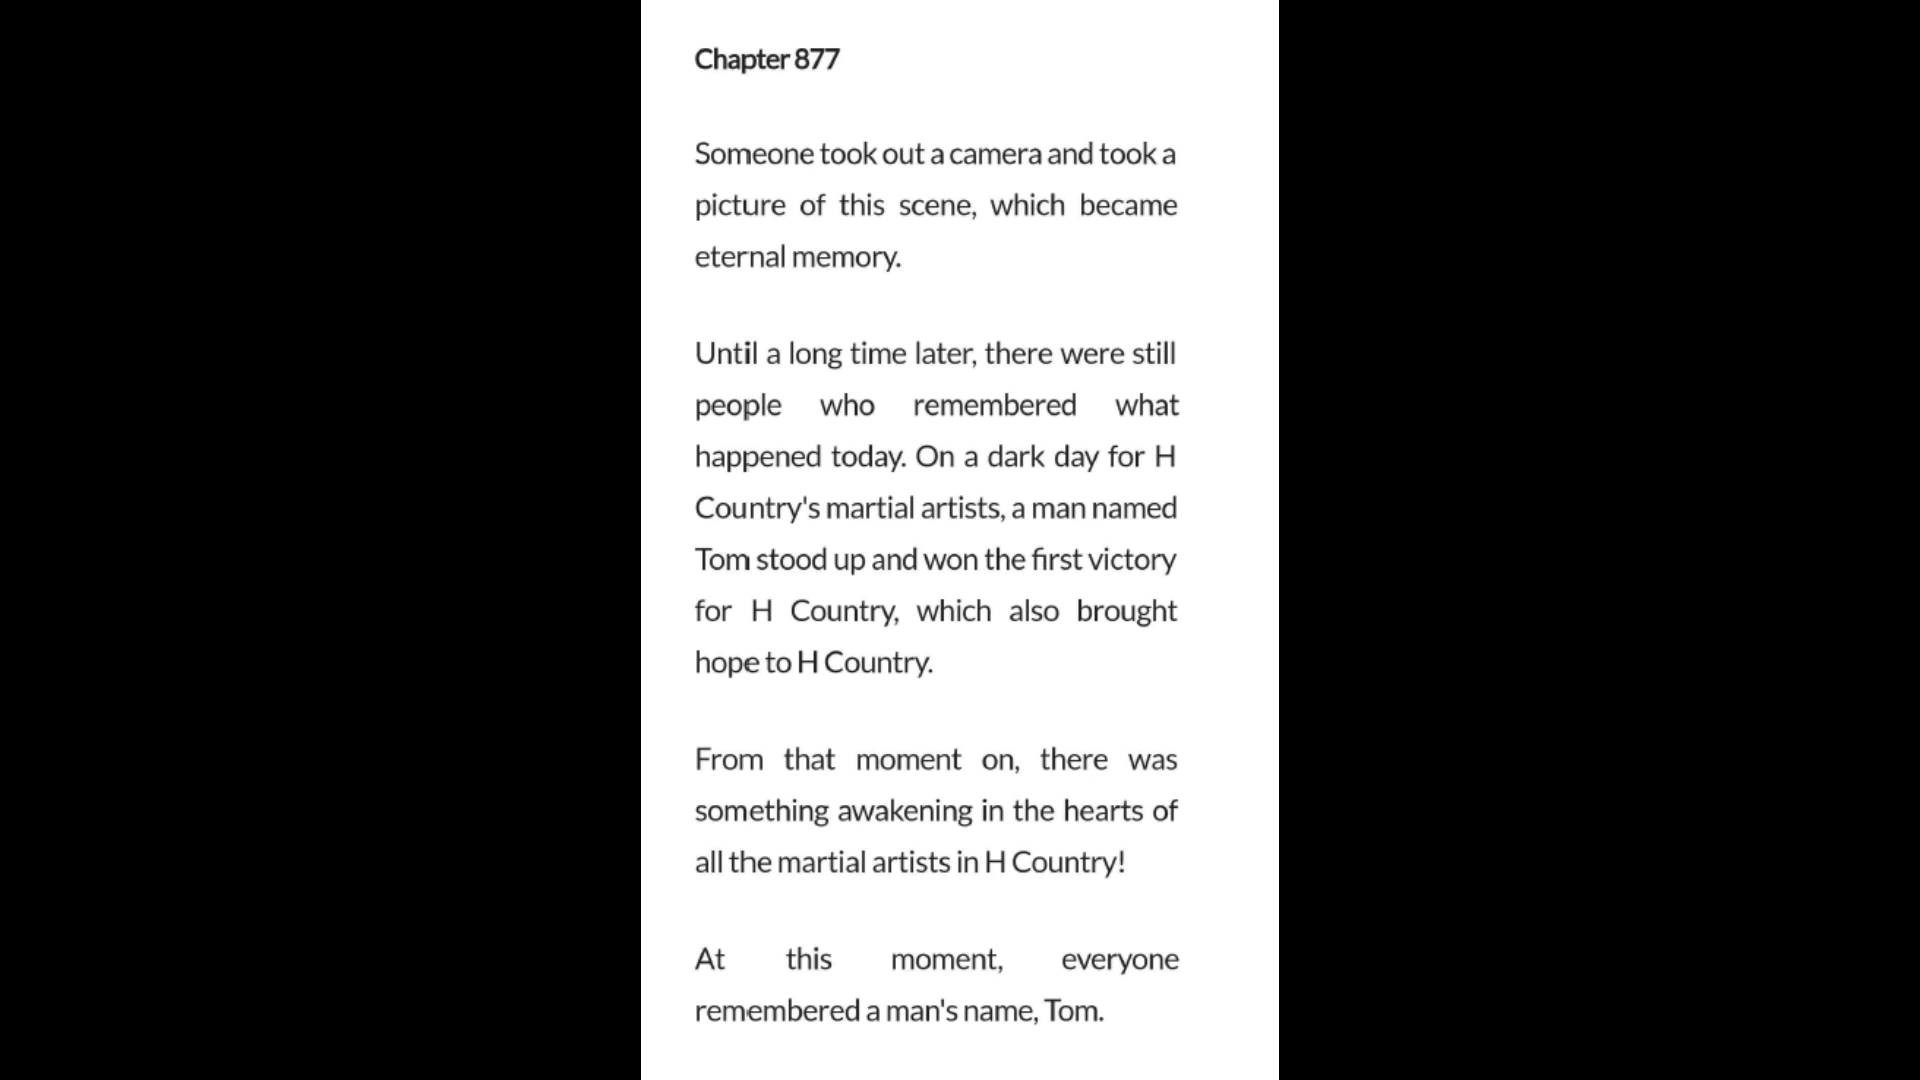 Chapter 877
Someone took out a camera and took a
picture of this scene, which became
eternal memory.
Until a long time later, there were still
people who remembered what
happened today. On a dark day for H
Country's martial artists, a man named
Tom stood up and won the first victory
for H Country, which also brought
hope to H Country.
From that moment on, there was
something awakening in the hearts of
all the martial artists in H Country!
At this moment, everyone
remembered a man's name, Tom.